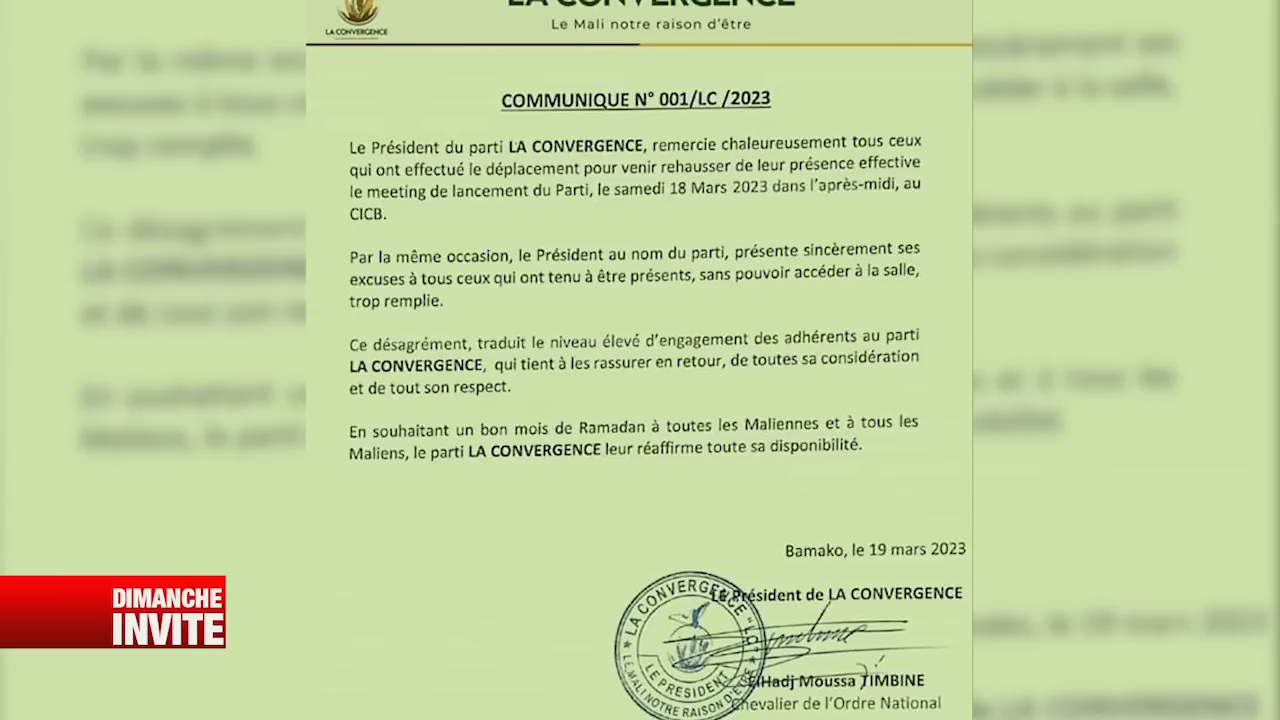 LA CONVERGENCE
LA CONVERGENCE
Le Mali notre raison d'être
COMMUNIQUE N° 001/LC /2023
Le Président du parti LA CONVERGENCE, remercie chaleureusement tous ceux
qui ont effectué le déplacement pour venir rehausser de leur présence effective
le meeting de lancement du Parti, le samedi 18 Mars 2023 dans l'après-midi, au
CICB.
Par la même occasion, le Président au nom du parti, présente sincèrement ses
excuses à tous ceux qui ont tenu à être présents, sans pouvoir accéder à la salle,
trop remplie.
Ce désagrément, traduit le niveau élevé d'engagement des adhérents au parti
LA CONVERGENCE, qui tient à les rassurer en retour, de toutes sa considération
et de tout son respect.
En souhaitant un bon mois de Ramadan à toutes les Maliennes et à tous les
Maliens, le parti LA CONVERGENCE leur réaffirme toute sa disponibilité.
Bamako, le 19 mars 2023
Le Président de LA CONVERGENCE
LA CONVERGENCE "LC"
LE PRESIDENT
LE MALI NOTRE RAISON D'ÊTRE
ElHadj Moussa TIMBINE
Chevalier de l'Ordre National
DIMANCHE
INVITE